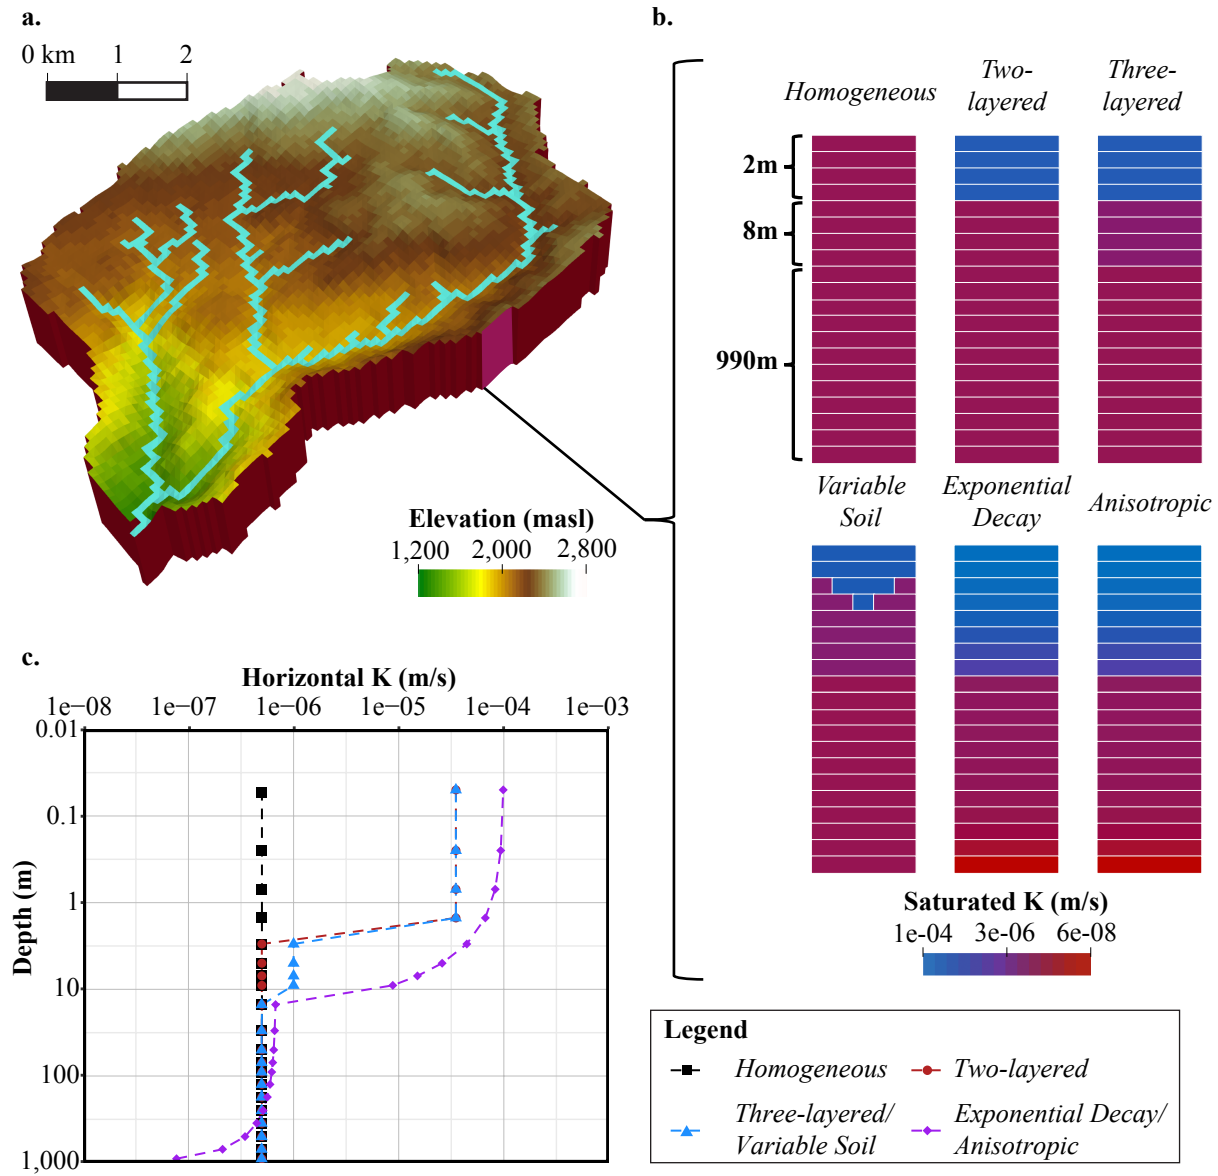 a.
0 km 1 2
Elevation (masl)
1,200 2,000 2,800
b.
Homogeneous
Two-
layered
Three-
layered
2m
8m
990m
Variable
Soil
Exponential
Decay
Anisotropic
Saturated K (m/s)
1e-04 3e-06 6e-08
c.
Horizontal K (m/s)
1e−08 1e−07 1e−06 1e−05 1e−04 1e−03
Depth (m)
0.01
0.1
1
10
100
1,000
Legend
Homogeneous
Two-layered
Three-layered/
Variable Soil
Exponential Decay/
Anisotropic